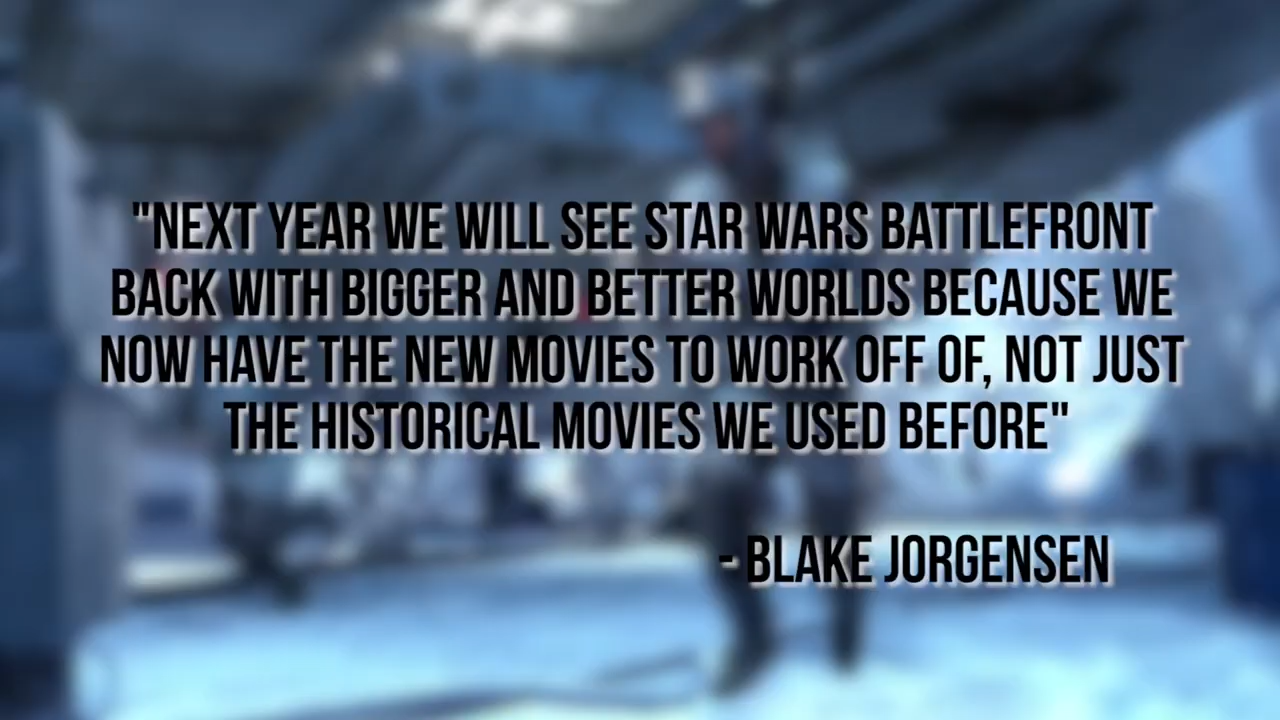 "NEXT YEAR WE WILL SEE STAR WARS BATTLEFRONT
BACK WITH BIGGER AND BETTER WORLDS BECAUSE WE
NOW HAVE THE NEW MOVIES TO WORK OFF OF, NOT JUST
THE HISTORICAL MOVIES WE USED BEFORE"
- BLAKE JORGENSEN